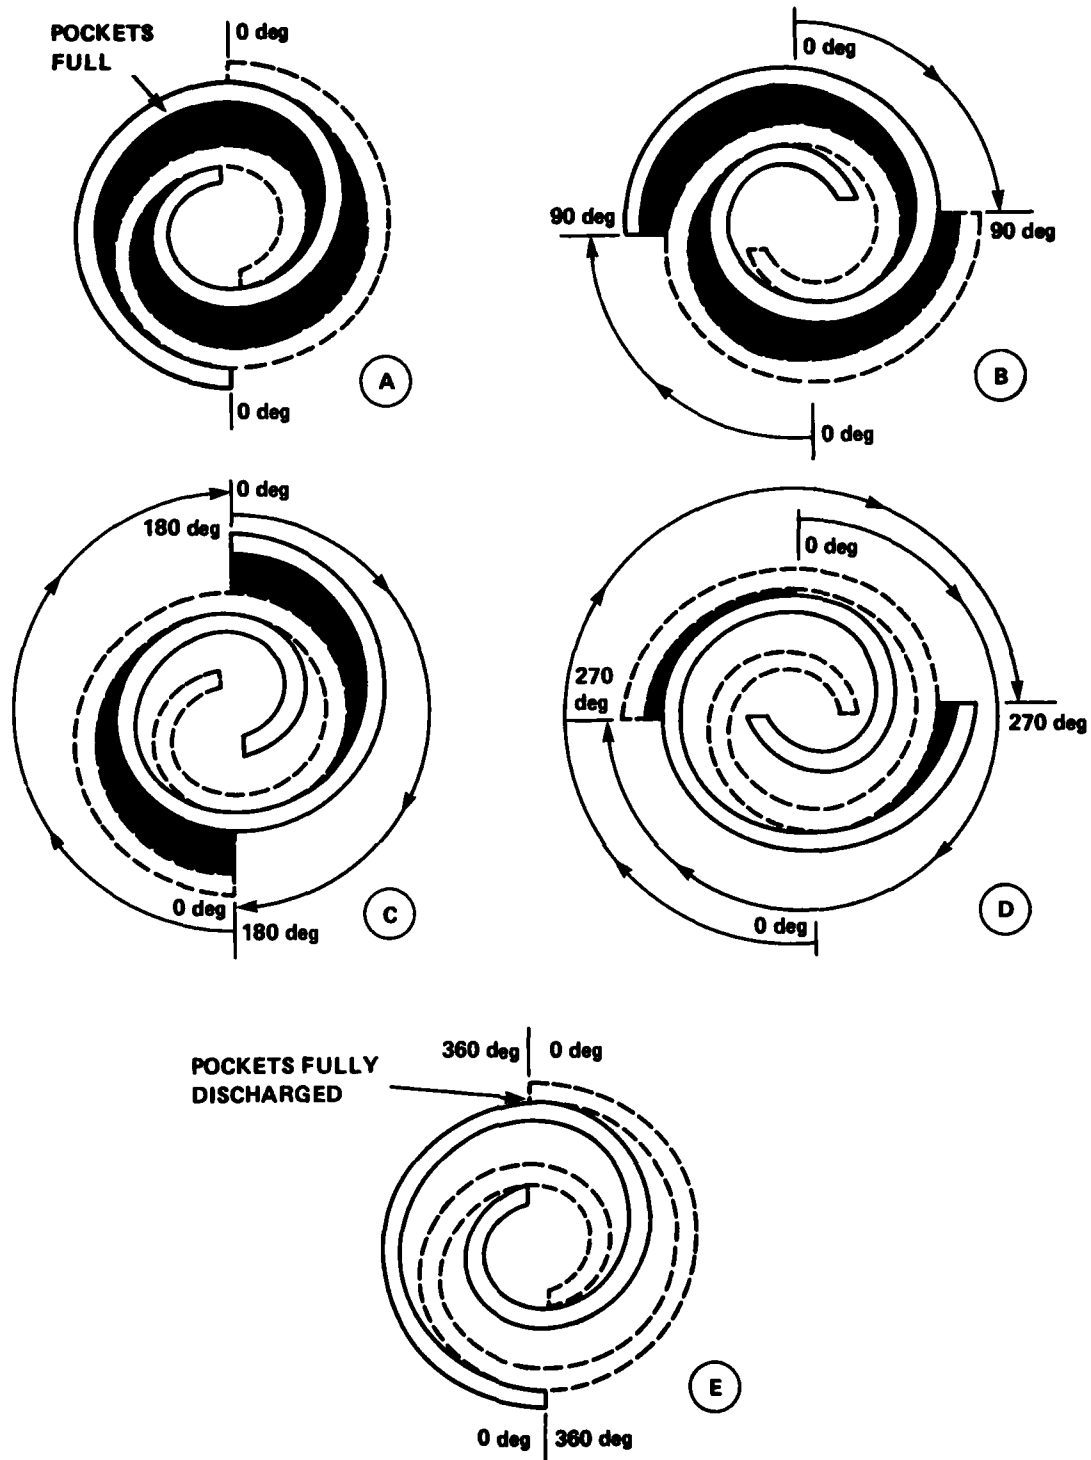 POCKETS
FULL
0 deg
0 deg
A
0 deg
90 deg
90 deg
0 deg
B
0 deg
180 deg
0 deg
180 deg
C
0 deg
270
deg
270 deg
0 deg
D
POCKETS FULLY
DISCHARGED
360 deg
0 deg
0 deg
360 deg
E